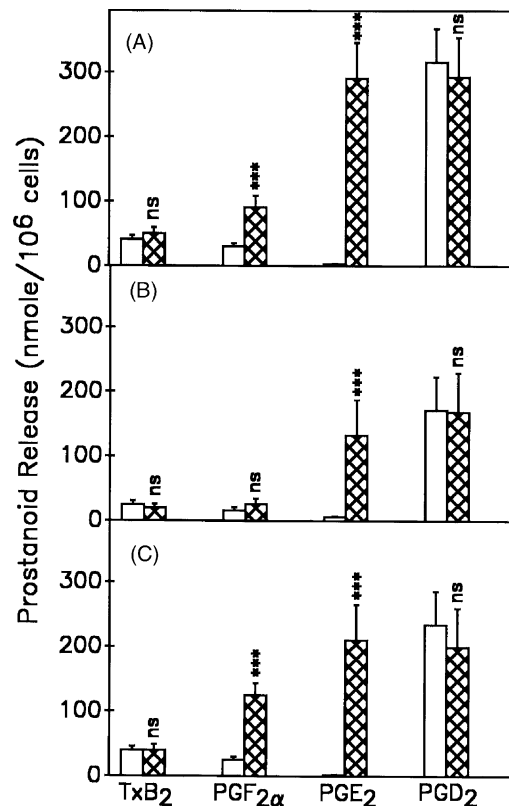 Prostanoid Release (nmole/10⁶ cells)
(A)
300
200
100
0
ns
***
***
ns
(B)
300
200
100
0
ns
ns
***
ns
(C)
300
200
100
0
ns
***
***
ns
TxB₂ PGF₂α PGE₂ PGD₂